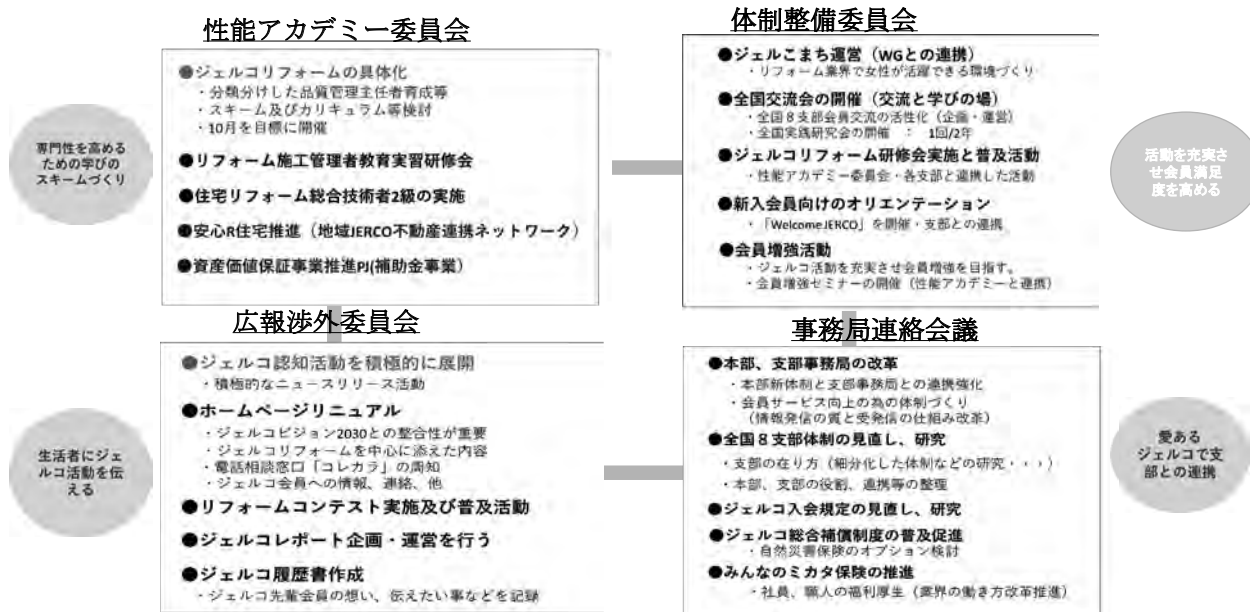 性能アカデミー委員会
●ジェルコリフォームの具体化
・分類分けした品質管理主任者育成等
・スキーム及びカリキュラム等検討
・10月を目標に開催
●リフォーム施工管理者教育実習研修会
●住宅リフォーム総合技術者2級の実施
●安心R住宅推進（地域JERCO不動産連携ネットワーク）
●資産価値保証事業推進PJ(補助金事業）
専門性を高める
ための学びの
スキームづくり
体制整備委員会
●ジェルこまち運営（WGとの連携）
・リフォーム業界で女性が活躍できる環境づくり
●全国交流会の開催（交流と学びの場）
・全国８支部会員交流の活性化（企画・運営）
・全国実践研究会の開催　：　1回/2年
●ジェルコリフォーム研修会実施と普及活動
・性能アカデミー委員会・各支部と連携した活動
●新入会員向けのオリエンテーション
・「WelcomeJERCO」を開催・支部との連携
●会員増強活動
・ジェルコ活動を充実させ会員増強を目指す。
・会員増強セミナーの開催（性能アカデミーと連携）
活動を充実さ
せ会員満足
度を高める
広報渉外委員会
●ジェルコ認知活動を積極的に展開
・積極的なニュースリリース活動
●ホームページリニュアル
・ジェルコビジョン2030との整合性が重要
・ジェルコリフォームを中心に添えた内容
・電話相談窓口「コレカラ」の周知
・ジェルコ会員への情報、連絡、他
●リフォームコンテスト実施及び普及活動
●ジェルコレポート企画・運営を行う
●ジェルコ履歴書作成
・ジェルコ先輩会員の想い、伝えたい事などを記録
生活者にジェ
ルコ活動を伝
える
事務局連絡会議
●本部、支部事務局の改革
・本部新体制と支部事務局との連携強化
・会員サービス向上の為の体制づくり
（情報発信の質と受発信の仕組み改革）
●全国８支部体制の見直し、研究
・支部の在り方（細分化した体制などの研究・・・）
・本部、支部の役割、連携等の整理
●ジェルコ入会規定の見直し、研究
●ジェルコ総合補償制度の普及促進
・自然災害保険のオプション検討
●みんなのミカタ保険の推進
・社員、職人の福利厚生（業界の働き方改革推進）
愛ある
ジェルコで支
部との連携